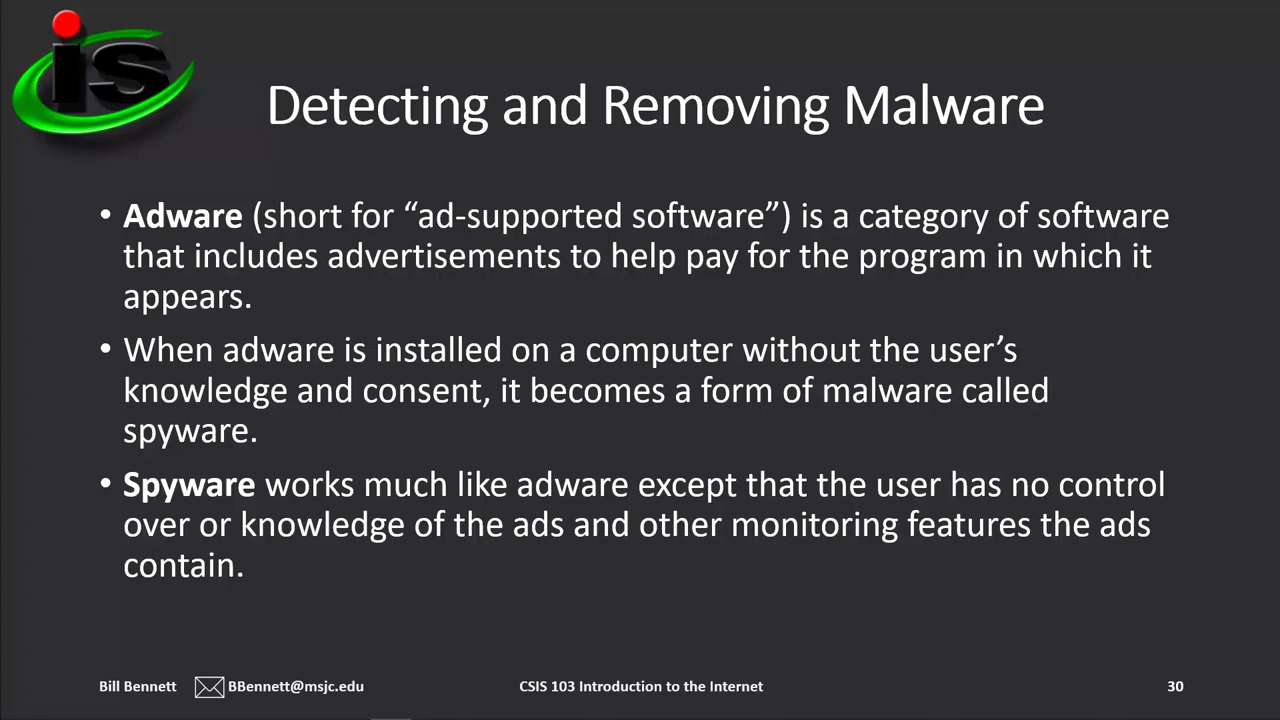 is
Detecting and Removing Malware
• Adware (short for “ad-supported software”) is a category of software
that includes advertisements to help pay for the program in which it
appears.
• When adware is installed on a computer without the user’s
knowledge and consent, it becomes a form of malware called
spyware.
• Spyware works much like adware except that the user has no control
over or knowledge of the ads and other monitoring features the ads
contain.
Bill Bennett BBennett@msjc.edu CSIS 103 Introduction to the Internet 30